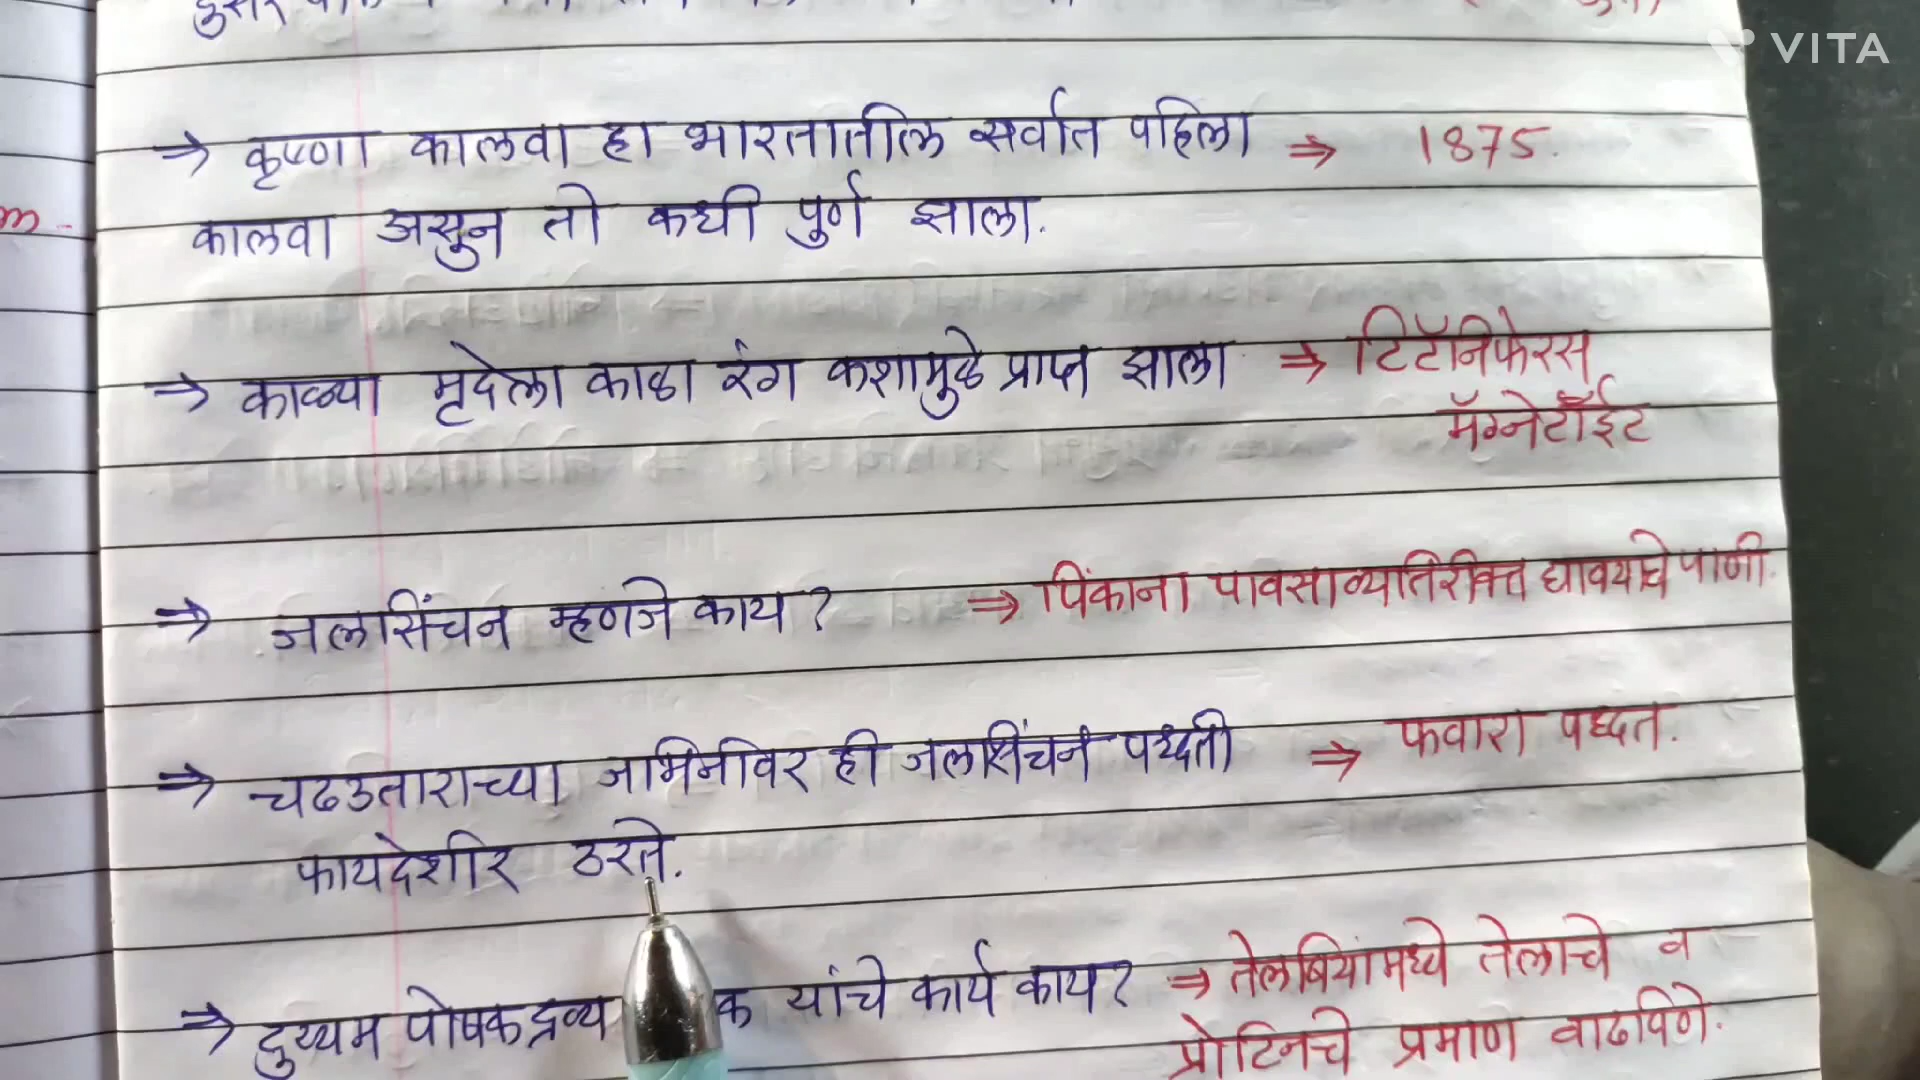 VITA
→ कृष्णा कालवा हा भारतातील सर्वात पहिला ⇒ 1875.
कालवा असुन तो कधी पुर्ण झाला.
→ काळ्या मृदेला काळा रंग कशामुळे प्राप्त झाला ⇒ टिटॅनिफेरस
मॅग्नेटाॅईट
⇒ जलसिंचन म्हणजे काय? ⇒ पिंकाना पावसाव्यतिरीक्त द्यावयाचे पाणी.
⇒ चढउताराच्या जमिनीवर ही जलसिंचन पध्दती ⇒ फवारा पध्दत.
फायदेशीर ठरते.
⇒ दुय्यम पोषकद्रव्य क यांचे कार्य काय? ⇒ तेलबियांमध्ये तेलाचे व
प्रोटिनचे प्रमाण वाढविणे.